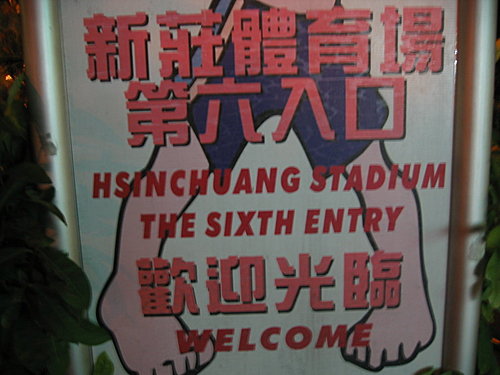 新莊體育場
第六入口
HSINCHUANG STADIUM
THE SIXTH ENTRY
歡迎光臨
WELCOME